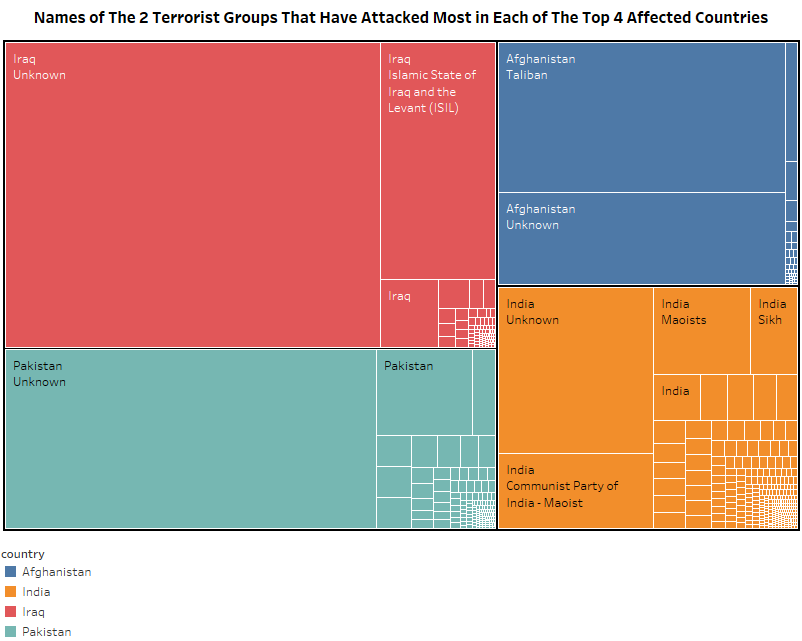 Names of The 2 Terrorist Groups That Have Attacked Most in Each of The Top 4 Affected Countries
Iraq
Unknown
Iraq
Islamic State of
Iraq and the
Levant (ISIL)
Iraq
Afghanistan
Taliban
Afghanistan
Unknown
Pakistan
Unknown
Pakistan
India
Unknown
India
Maoists
India
Sikh
India
India
Communist Party of
India - Maoist
country
Afghanistan
India
Iraq
Pakistan